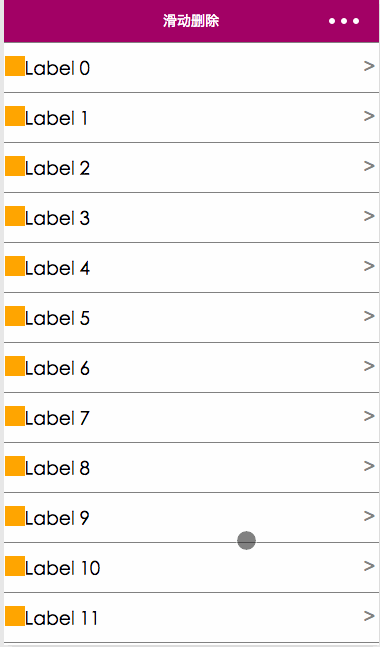 滑动删除
Label 0 >
Label 1 >
Label 2 >
Label 3 >
Label 4 >
Label 5 >
Label 6 >
Label 7 >
Label 8 >
Label 9 >
Label 10 >
Label 11 >